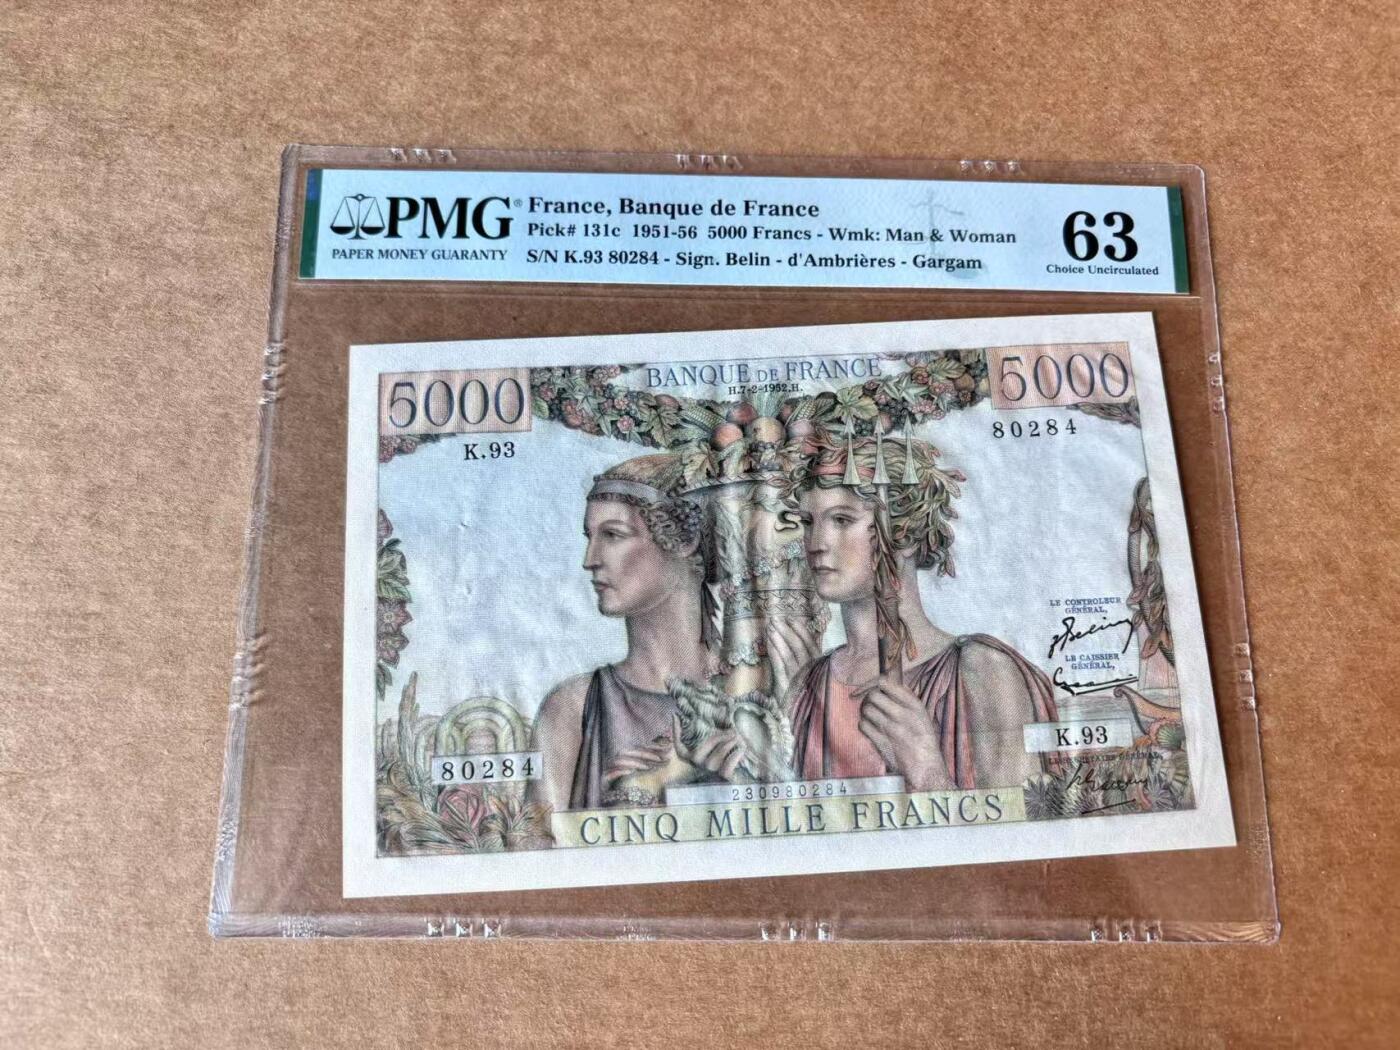 PMG®
PAPER MONEY GUARANTY
France, Banque de France
Pick# 131c 1951-56 5000 Francs - Wmk: Man & Woman
S/N K.93 80284 - Sign. Belin - d'Ambrières - Gargam
63
Choice Uncirculated
5000
BANQUE DE FRANCE
H.7-2-1952.H.
5000
K.93
80284
LE CONTROLEUR
GÉNÉRAL,
LE CAISSIER
GÉNÉRAL,
K.93
80284
230980284
CINQ MILLE FRANCS